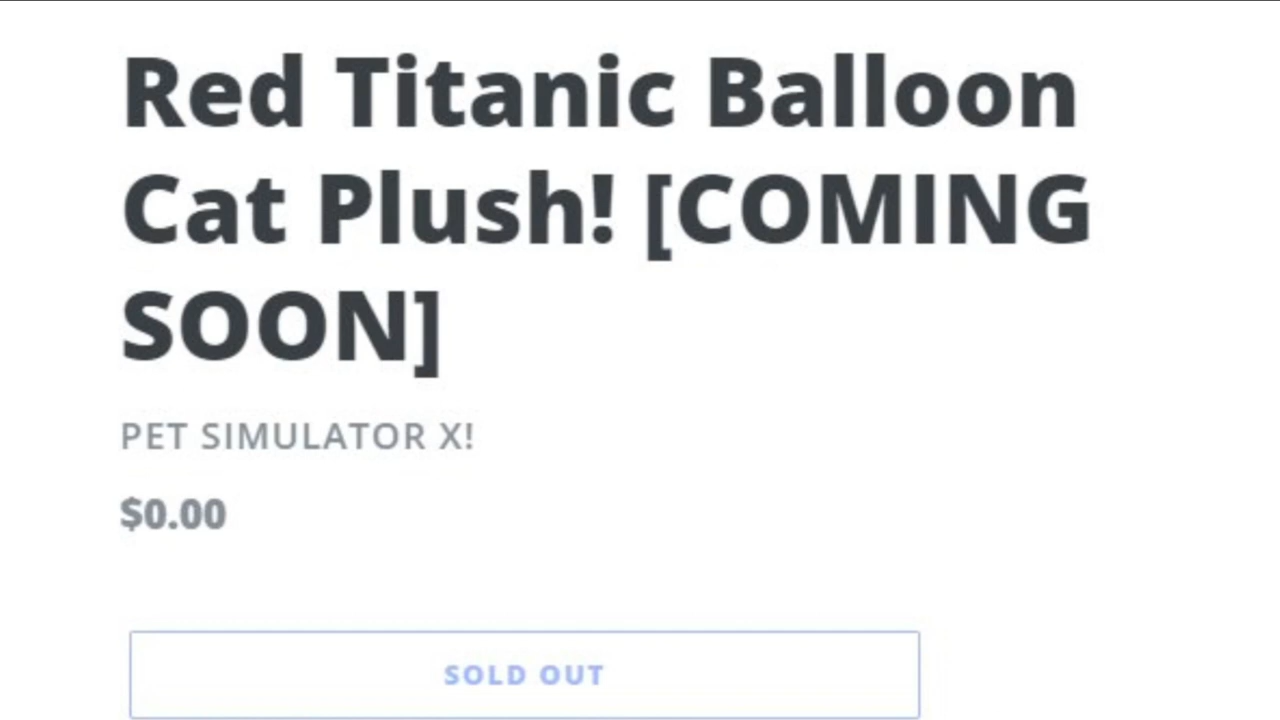 Red Titanic Balloon
Cat Plush! [COMING
SOON]
PET SIMULATOR X!
$0.00
SOLD OUT